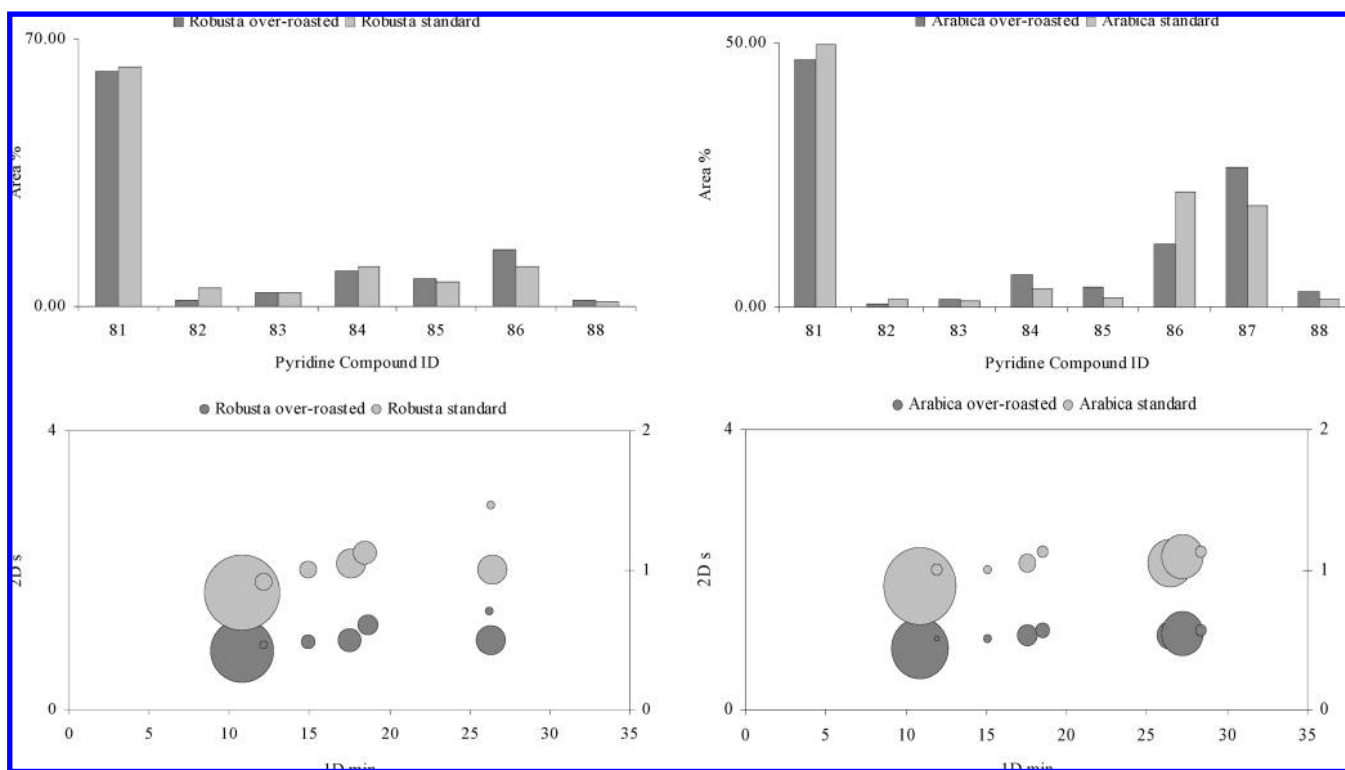 Robusta over-roasted Robusta standard
70.00
Area %
0.00
81 82 83 84 85 86 88
Pyridine Compound ID
Arabica over-roasted Arabica standard
50.00
Area %
0.00
81 82 83 84 85 86 87 88
Pyridine Compound ID
Robusta over-roasted Robusta standard
4 2
2D s
1
0 0
0 5 10 15 20 25 30 35
1D min
Arabica over-roasted Arabica standard
4 2
2D s
1
0 0
0 5 10 15 20 25 30 35
1D min